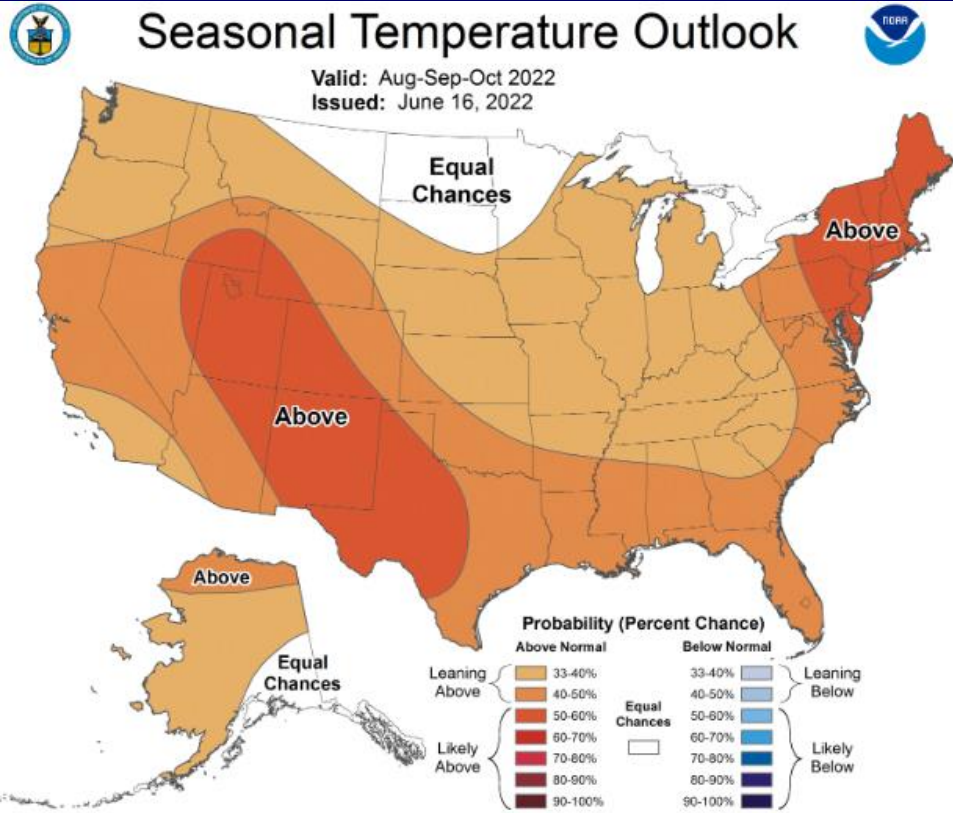 Seasonal Temperature Outlook
NOAA
Valid: Aug-Sep-Oct 2022
Issued: June 16, 2022
Equal
Chances
Above
Above
Above
Equal
Chances
Probability (Percent Chance)
Above Normal
Below Normal
Leaning
Above
33-40%
40-50%
Likely
Above
50-60%
60-70%
70-80%
80-90%
90-100%
Equal
Chances
33-40%
40-50%
Leaning
Below
50-60%
60-70%
70-80%
80-90%
90-100%
Likely
Below